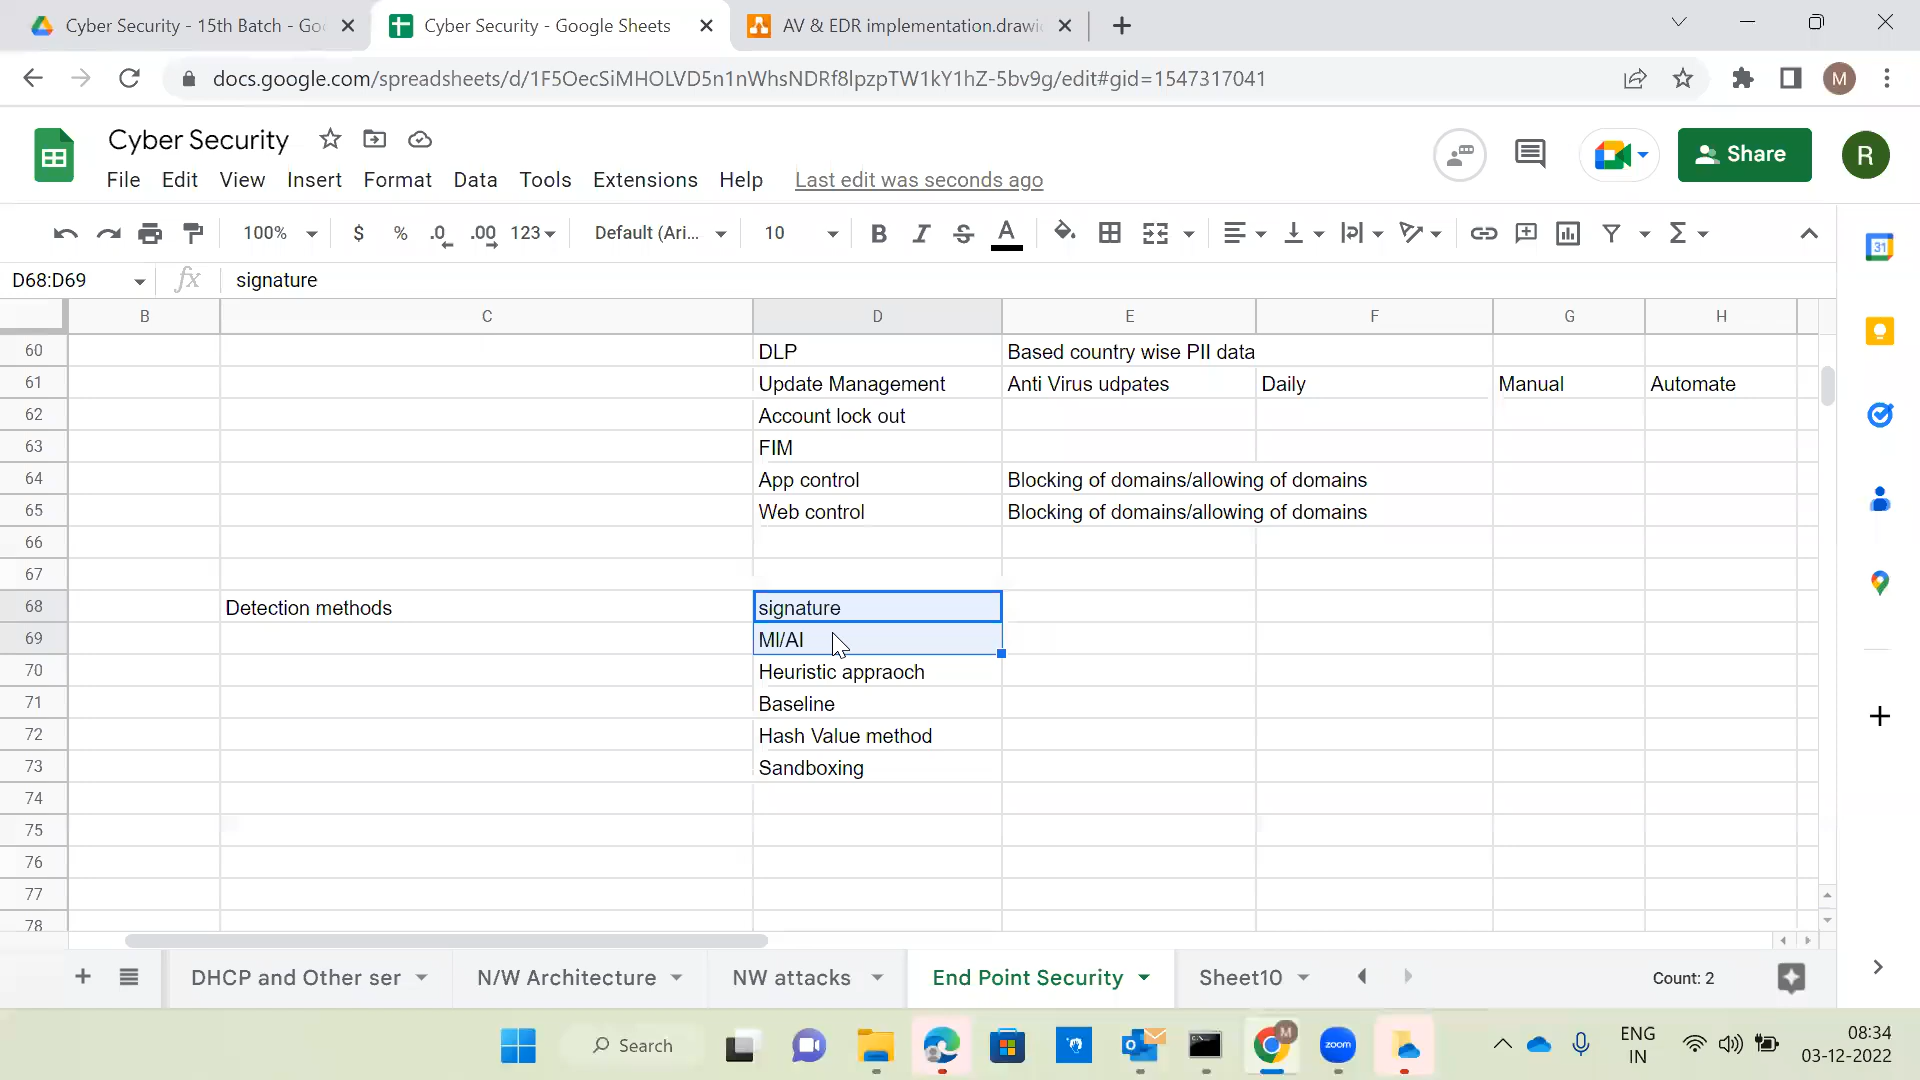 Cyber Security - 15th Batch - Go
Cyber Security - Google Sheets
AV & EDR implementation.drawi
docs.google.com/spreadsheets/d/1F5OecSiMHOLVD5n1nWhsNDRf8lpzpTW1kY1hZ-5bv9g/edit#gid=1547317041
M
Cyber Security
Share
R
File Edit View Insert Format Data Tools Extensions Help Last edit was seconds ago
100% $ % .0 .00 123 Default (Ari... 10 B I S A
31
D68:D69 fx signature
B C D E F G H
60 DLP Based country wise PII data
61 Update Management Anti Virus udpates Daily Manual Automate
62 Account lock out
63 FIM
64 App control Blocking of domains/allowing of domains
65 Web control Blocking of domains/allowing of domains
66
67
68 Detection methods signature
69 MI/AI
70 Heuristic appraoch
71 Baseline
72 Hash Value method
73 Sandboxing
74
75
76
77
78
DHCP and Other ser N/W Architecture NW attacks End Point Security Sheet10 Count: 2
Search M zoom ENG IN 08:34
03-12-2022